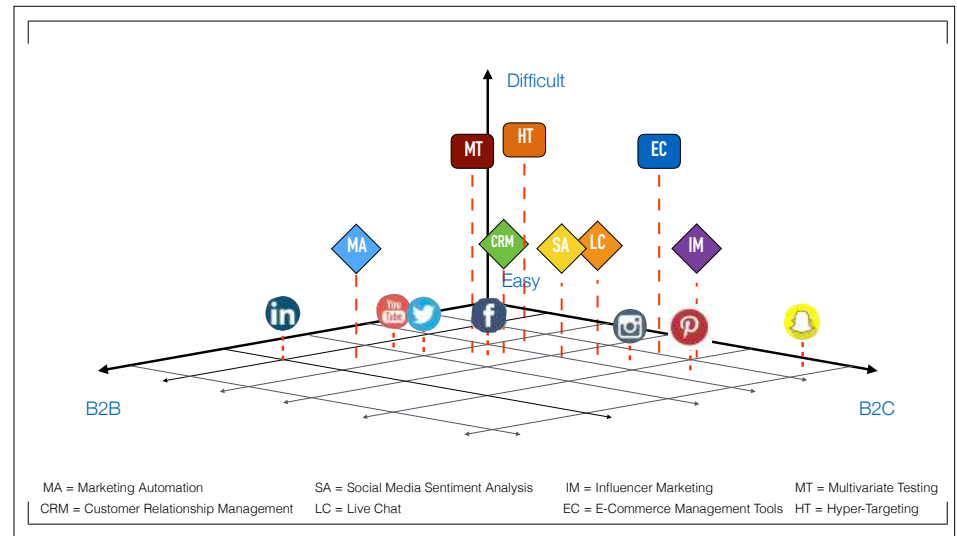 Difficult
HT
MT
EC
MA
CRM
SA
LC
IM
Easy
in
You
Tube
f
B2B
B2C
MA = Marketing Automation
SA = Social Media Sentiment Analysis
IM = Influencer Marketing
MT = Multivariate Testing
CRM = Customer Relationship Management
LC = Live Chat
EC = E-Commerce Management Tools
HT = Hyper-Targeting